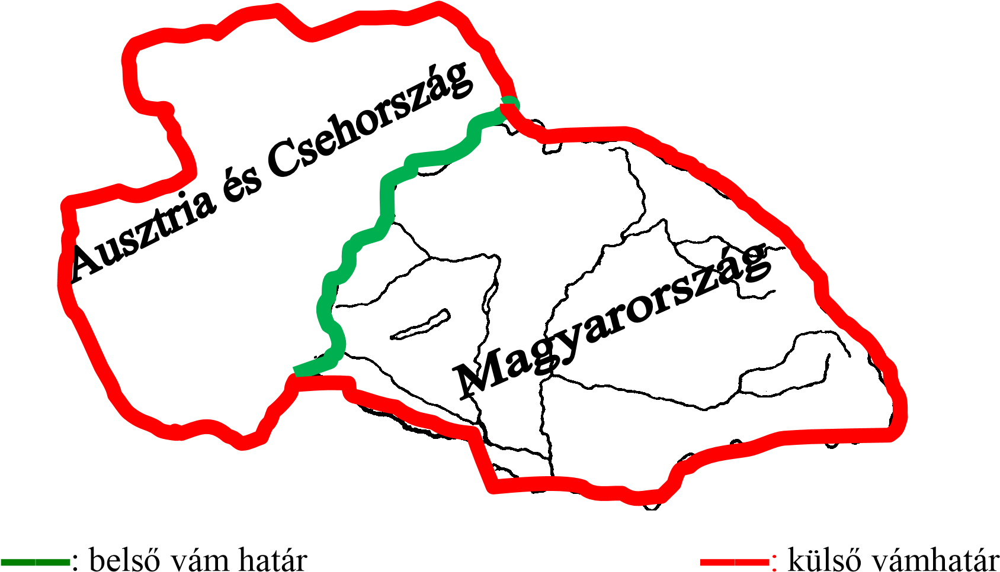 Ausztria és Csehország
Magyarország
: belső vám határ
: külső vámhatár